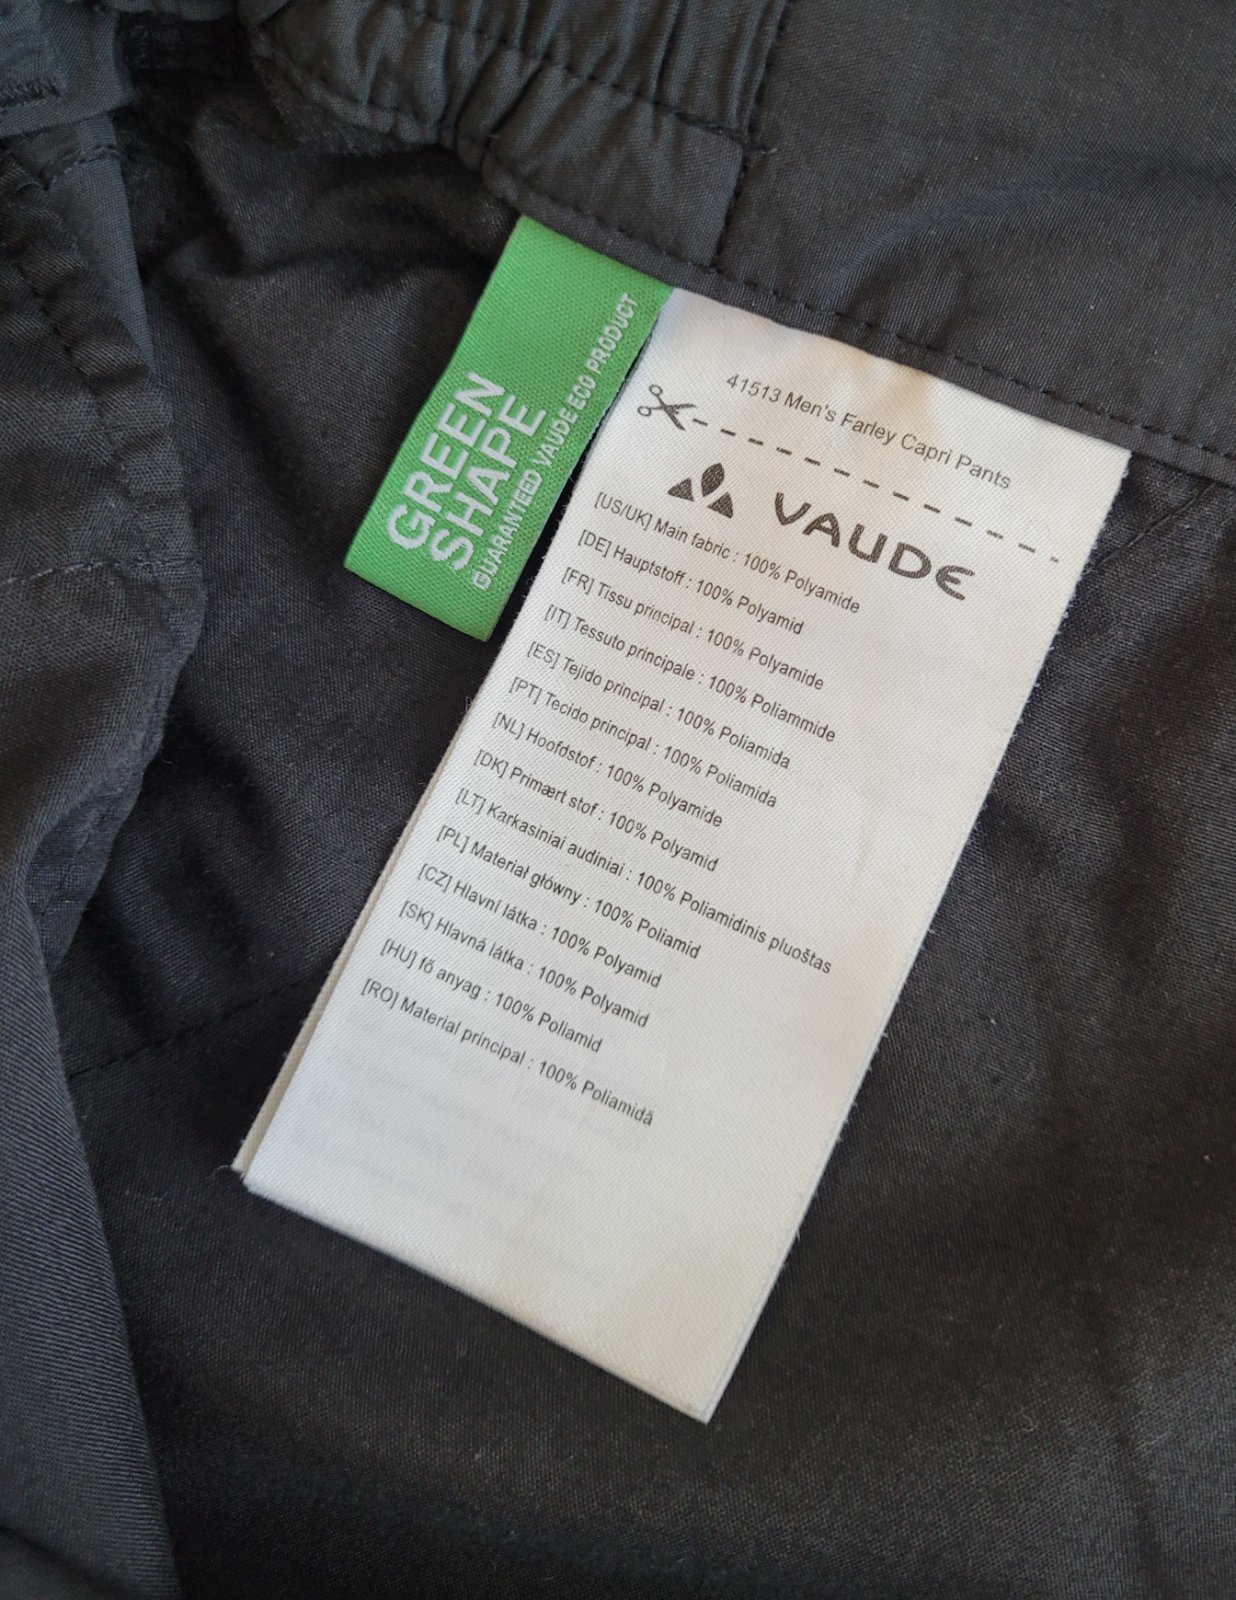 GREEN
SHAPE
GUARANTEED VAUDE ECO PRODUCT
41513 Men's Farley Capri Pants
VAUDE
[US/UK] Main fabric : 100% Polyamide
[DE] Hauptstoff : 100% Polyamid
[FR] Tissu principal : 100% Polyamide
[IT] Tessuto principale : 100% Poliammide
[ES] Tejido principal : 100% Poliamida
[PT] Tecido principal : 100% Poliamida
[NL] Hoofdstof : 100% Polyamide
[DK] Primært stof : 100% Polyamid
[LT] Karkasiniai audiniai : 100% Poliamidinis pluoštas
[PL] Materiał główny : 100% Poliamid
[CZ] Hlavní látka : 100% Polyamid
[SK] Hlavná látka : 100% Polyamid
[HU] fő anyag : 100% Poliamid
[RO] Material principal : 100% Poliamidă